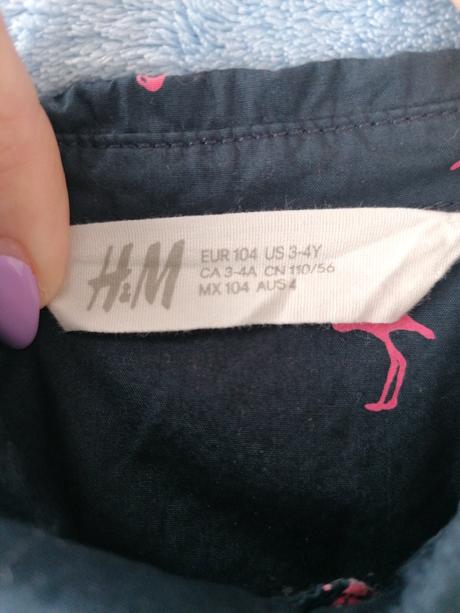 H&M
EUR 104 US 3-4Y
CA 3-4A CN 110/56
MX 104 AUS 4